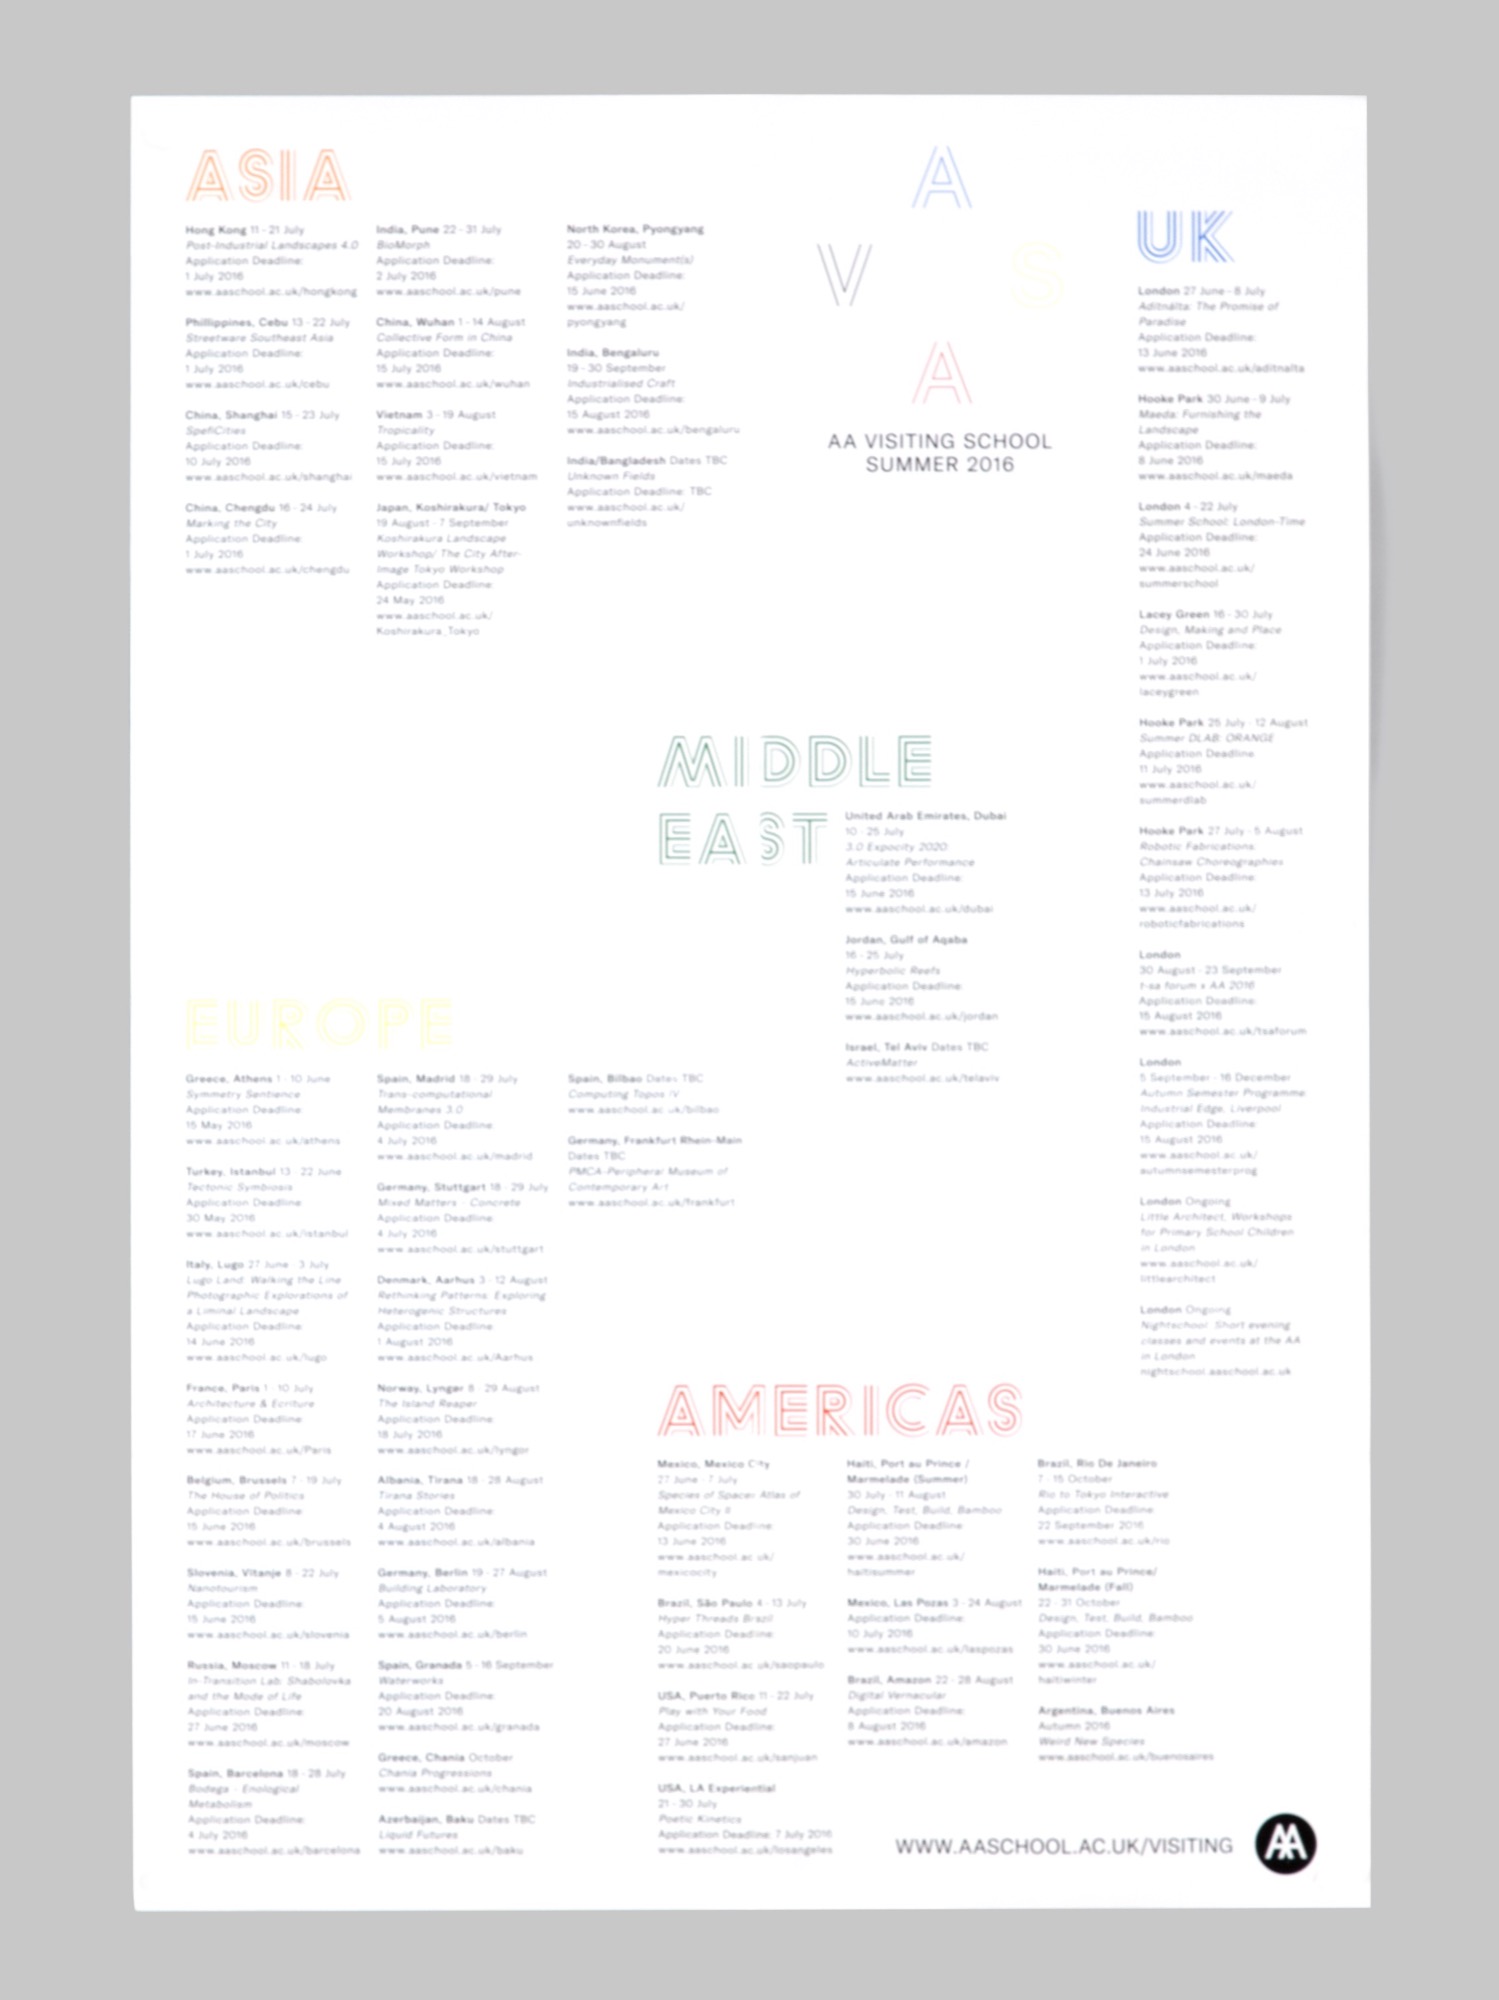 ASIA
Hong Kong 11 - 21 July
Post-Industrial Landscapes 4.0
Application Deadline:
1 July 2016
www.aaschool.ac.uk/hongkong
Phillippines, Cebu 13 - 22 July
Streetware Southeast Asia
Application Deadline:
1 July 2016
www.aaschool.ac.uk/cebu
China, Shanghai 15 - 23 July
SpefiCities
Application Deadline:
10 July 2016
www.aaschool.ac.uk/shanghai
China, Chengdu 16 - 24 July
Marking the City
Application Deadline:
1 July 2016
www.aaschool.ac.uk/chengdu
India, Pune 22 - 31 July
BioMorph
Application Deadline:
2 July 2016
www.aaschool.ac.uk/pune
China, Wuhan 1 - 14 August
Collective Form in China
Application Deadline:
15 July 2016
www.aaschool.ac.uk/wuhan
Vietnam 3 - 19 August
Tropicality
Application Deadline:
15 July 2016
www.aaschool.ac.uk/vietnam
Japan, Koshirakura/ Tokyo
19 August - 7 September
Koshirakura Landscape
Workshop/ The City After-
Image Tokyo Workshop
Application Deadline:
24 May 2016
www.aaschool.ac.uk/
Koshirakura_Tokyo
North Korea, Pyongyang
20 - 30 August
Everyday Monument(s)
Application Deadline:
15 June 2016
www.aaschool.ac.uk/
pyongyang
India, Bengaluru
19 - 30 September
Industrialised Craft
Application Deadline:
15 August 2016
www.aaschool.ac.uk/bengaluru
India/Bangladesh Dates TBC
Unknown Fields
Application Deadline: TBC
www.aaschool.ac.uk/
unknownfields
A
V S
A
AA VISITING SCHOOL
SUMMER 2016
UK
London 27 June - 8 July
Aditnálta: The Promise of
Paradise
Application Deadline:
13 June 2016
www.aaschool.ac.uk/aditnalta
Hooke Park 30 June - 9 July
Maeda: Furnishing the
Landscape
Application Deadline:
8 June 2016
www.aaschool.ac.uk/maeda
London 4 - 22 July
Summer School: London-Time
Application Deadline:
24 June 2016
www.aaschool.ac.uk/
summerschool
Lacey Green 16 - 30 July
Design, Making and Place
Application Deadline:
1 July 2016
www.aaschool.ac.uk/
laceygreen
Hooke Park 25 July - 12 August
Summer DLAB: ORANGE
Application Deadline
11 July 2016
www.aaschool.ac.uk/
summerdlab
Hooke Park 27 July - 5 August
Robotic Fabrications:
Chainsaw Choreographies
Application Deadline:
13 July 2016
www.aaschool.ac.uk/
roboticfabrications
London
30 August - 23 September
t-sa forum x AA 2016
Application Deadline:
15 August 2016
www.aaschool.ac.uk/tsaforum
London
5 September - 16 December
Autumn Semester Programme:
Industrial Edge, Liverpool
Application Deadline:
15 August 2016
www.aaschool.ac.uk/
autumnsemesterprog
London Ongoing
Little Architect, Workshops
for Primary School Children
in London
www.aaschool.ac.uk/
littlearchitect
London Ongoing
Nightschool: Short evening
classes and events at the AA
in London
nightschool.aaschool.ac.uk
MIDDLE
EAST
United Arab Emirates, Dubai
10 - 25 July
3.0 Expocity 2020:
Articulate Performance
Application Deadline:
15 June 2016
www.aaschool.ac.uk/dubai
Jordan, Gulf of Aqaba
16 - 25 July
Hyperbolic Reefs
Application Deadline:
15 June 2016
www.aaschool.ac.uk/jordan
Israel, Tel Aviv Dates TBC
ActiveMatter
www.aaschool.ac.uk/telaviv
EUROPE
Greece, Athens 1 - 10 June
Symmetry Sentience
Application Deadline:
15 May 2016
www.aaschool.ac.uk/athens
Turkey, Istanbul 13 - 22 June
Tectonic Symbiosis
Application Deadline:
30 May 2016
www.aaschool.ac.uk/istanbul
Italy, Lugo 27 June - 3 July
Lugo Land: Walking the Line
Photographic Explorations of
a Liminal Landscape
Application Deadline:
14 June 2016
www.aaschool.ac.uk/lugo
France, Paris 1 - 10 July
Architecture & Ecriture
Application Deadline:
17 June 2016
www.aaschool.ac.uk/Paris
Belgium, Brussels 7 - 19 July
The House of Politics
Application Deadline:
15 June 2016
www.aaschool.ac.uk/brussels
Slovenia, Vitanje 8 - 22 July
Nanotourism
Application Deadline:
15 June 2016
www.aaschool.ac.uk/slovenia
Russia, Moscow 11 - 18 July
In-Transition Lab: Shabolovka
and the Mode of Life
Application Deadline:
27 June 2016
www.aaschool.ac.uk/moscow
Spain, Barcelona 18 - 28 July
Bodega - Enological
Metabolism
Application Deadline:
4 July 2016
www.aaschool.ac.uk/barcelona
Spain, Madrid 18 - 29 July
Trans-computational
Membranes 3.0
Application Deadline:
4 July 2016
www.aaschool.ac.uk/madrid
Germany, Stuttgart 18 - 29 July
Mixed Matters - Concrete
Application Deadline:
4 July 2016
www.aaschool.ac.uk/stuttgart
Denmark, Aarhus 3 - 12 August
Rethinking Patterns: Exploring
Heterogenic Structures
Application Deadline:
1 August 2016
www.aaschool.ac.uk/Aarhus
Norway, Lyngør 8 - 29 August
The Island Reaper
Application Deadline:
18 July 2016
www.aaschool.ac.uk/lyngor
Albania, Tirana 18 - 28 August
Tirana Stories
Application Deadline:
4 August 2016
www.aaschool.ac.uk/albania
Germany, Berlin 19 - 27 August
Building Laboratory
Application Deadline:
5 August 2016
www.aaschool.ac.uk/berlin
Spain, Granada 5 - 16 September
Waterworks
Application Deadline:
20 August 2016
www.aaschool.ac.uk/granada
Greece, Chania October
Chania Progressions
www.aaschool.ac.uk/chania
Azerbaijan, Baku Dates TBC
Liquid Futures
www.aaschool.ac.uk/baku
Spain, Bilbao Dates TBC
Computing Topos IV
www.aaschool.ac.uk/bilbao
Germany, Frankfurt Rhein-Main
Dates TBC
PMCA-Peripheral Museum of
Contemporary Art
www.aaschool.ac.uk/frankfurt
AMERICAS
Mexico, Mexico City
27 June - 7 July
Species of Spacer Atlas of
Mexico City II
Application Deadline:
13 June 2016
www.aaschool.ac.uk/
mexicocity
Brazil, São Paulo 4 - 13 July
Hyper Threads Brazil
Application Deadline:
20 June 2016
www.aaschool.ac.uk/saopaulo
USA, Puerto Rico 11 - 22 July
Play with Your Food
Application Deadline:
27 June 2016
www.aaschool.ac.uk/sanjuan
USA, LA Experiential
21 - 30 July
Poetic Kinetics
Application Deadline: 7 July 2016
www.aaschool.ac.uk/losangeles
Haiti, Port au Prince /
Marmelade (Summer)
30 July - 11 August
Design, Test, Build, Bamboo
Application Deadline:
30 June 2016
www.aaschool.ac.uk/
haitisummer
Mexico, Las Pozas 3 - 24 August
Application Deadline:
10 July 2016
www.aaschool.ac.uk/laspozas
Brazil, Amazon 22 - 28 August
Digital Vernacular
Application Deadline:
8 August 2016
www.aaschool.ac.uk/amazon
Brazil, Rio De Janeiro
7 - 15 October
Rio to Tokyo Interactive
Application Deadline:
22 September 2016
www.aaschool.ac.uk/rio
Haiti, Port au Prince/
Marmelade (Fall)
22 - 31 October
Design, Test, Build, Bamboo
Application Deadline:
30 June 2016
www.aaschool.ac.uk/
haitiwinter
Argentina, Buenos Aires
Autumn 2016
Weird New Species
www.aaschool.ac.uk/buenosaires
WWW.AASCHOOL.AC.UK/VISITING
AA